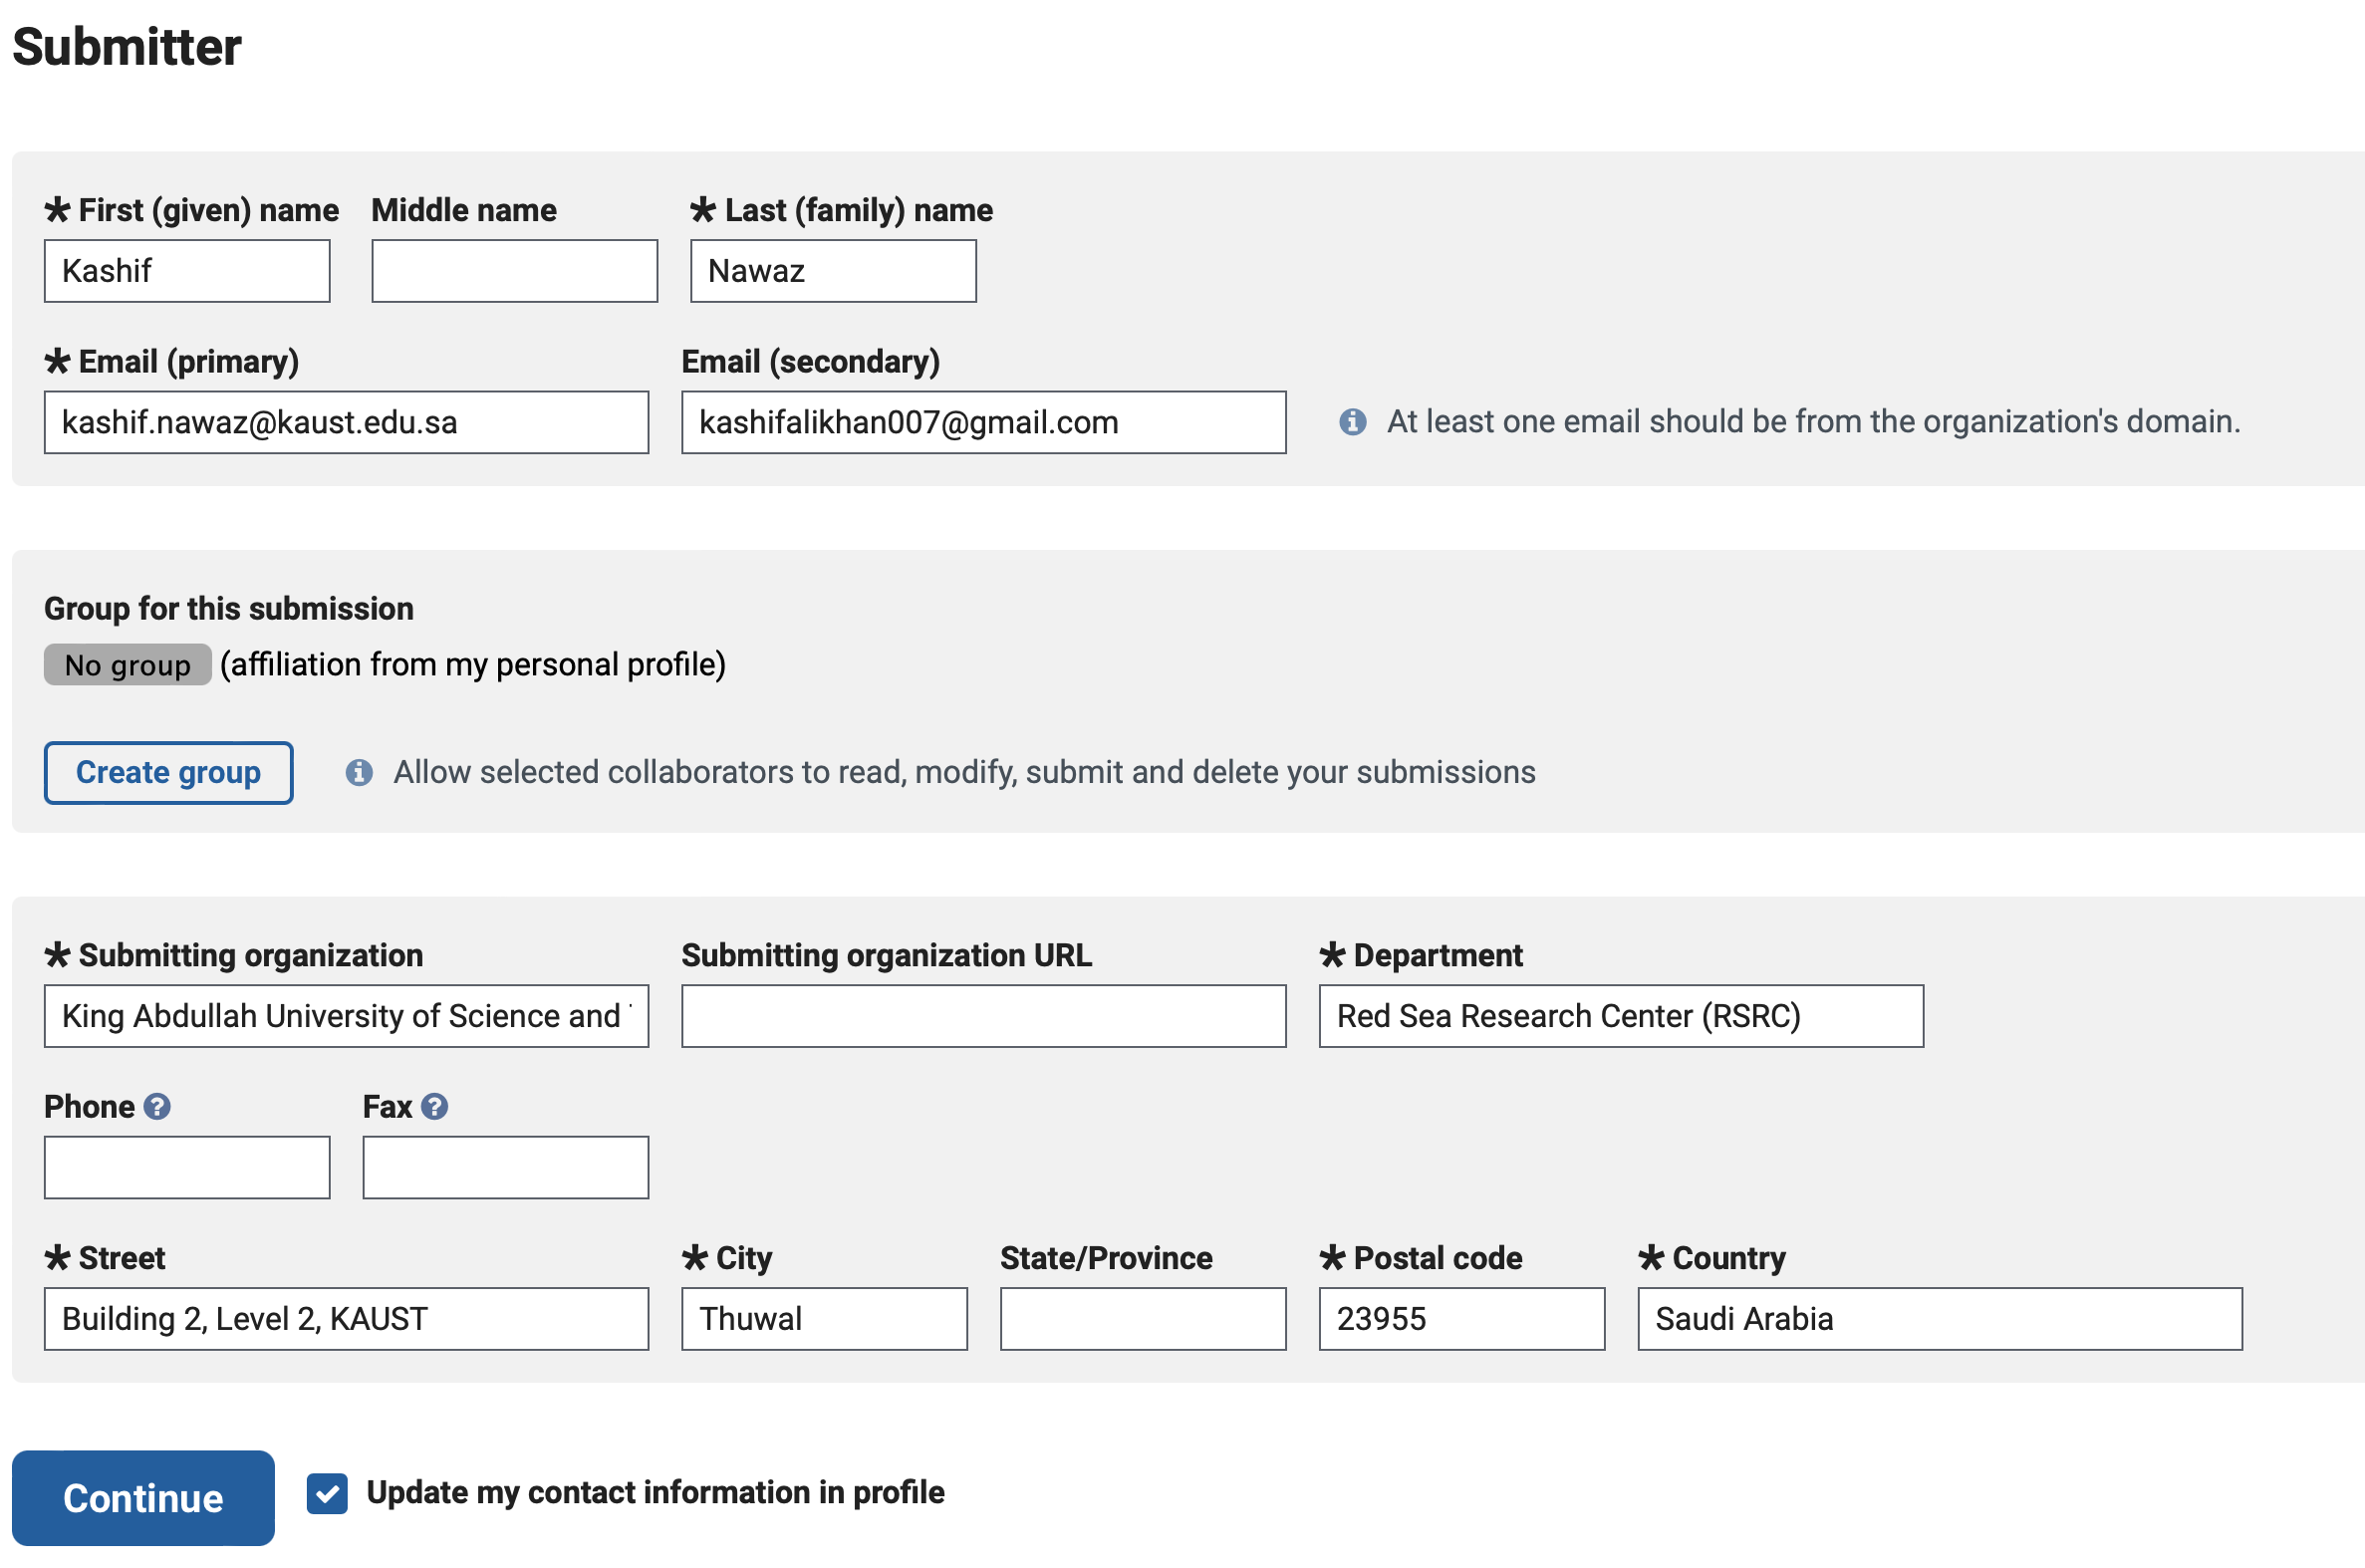 Submitter
* First (given) name Middle name * Last (family) name
Kashif Nawaz
* Email (primary) Email (secondary)
kashif.nawaz@kaust.edu.sa kashifalikhan007@gmail.com At least one email should be from the organization's domain.
Group for this submission
No group (affiliation from my personal profile)
Create group Allow selected collaborators to read, modify, submit and delete your submissions
* Submitting organization Submitting organization URL * Department
King Abdullah University of Science and Red Sea Research Center (RSRC)
Phone ? Fax ?
* Street * City State/Province * Postal code * Country
Building 2, Level 2, KAUST Thuwal 23955 Saudi Arabia
Continue Update my contact information in profile